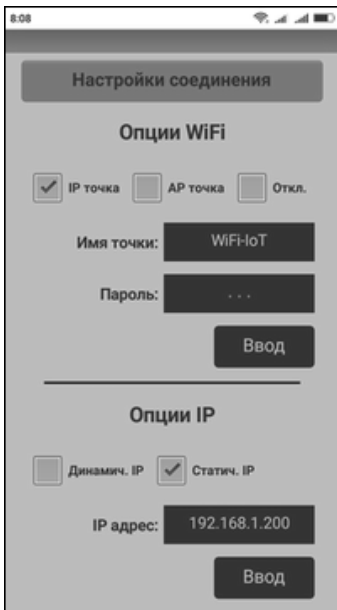 8:08
Настройки соединения
Опции WiFi
IP точка AP точка Откл.
Имя точки: WiFi-IoT
Пароль: . . .
Ввод
Опции IP
Динамич. IP Статич. IP
IP адрес: 192.168.1.200
Ввод